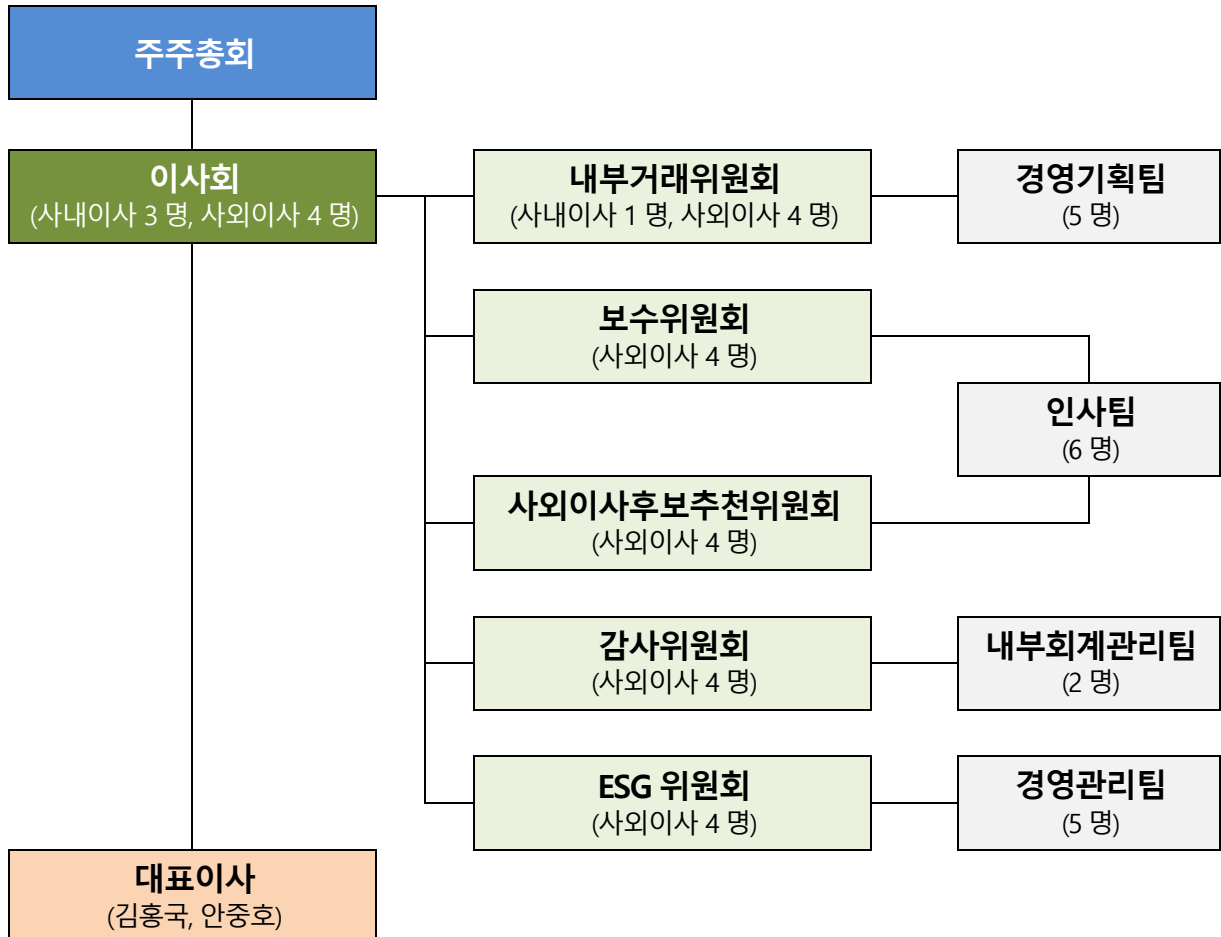 주주총회
이사회
(사내이사 3 명, 사외이사 4 명)
내부거래위원회
(사내이사 1 명, 사외이사 4 명)
경영기획팀
(5 명)
보수위원회
(사외이사 4 명)
인사팀
(6 명)
사외이사후보추천위원회
(사외이사 4 명)
감사위원회
(사외이사 4 명)
내부회계관리팀
(2 명)
ESG 위원회
(사외이사 4 명)
경영관리팀
(5 명)
대표이사
(김홍국, 안중호)